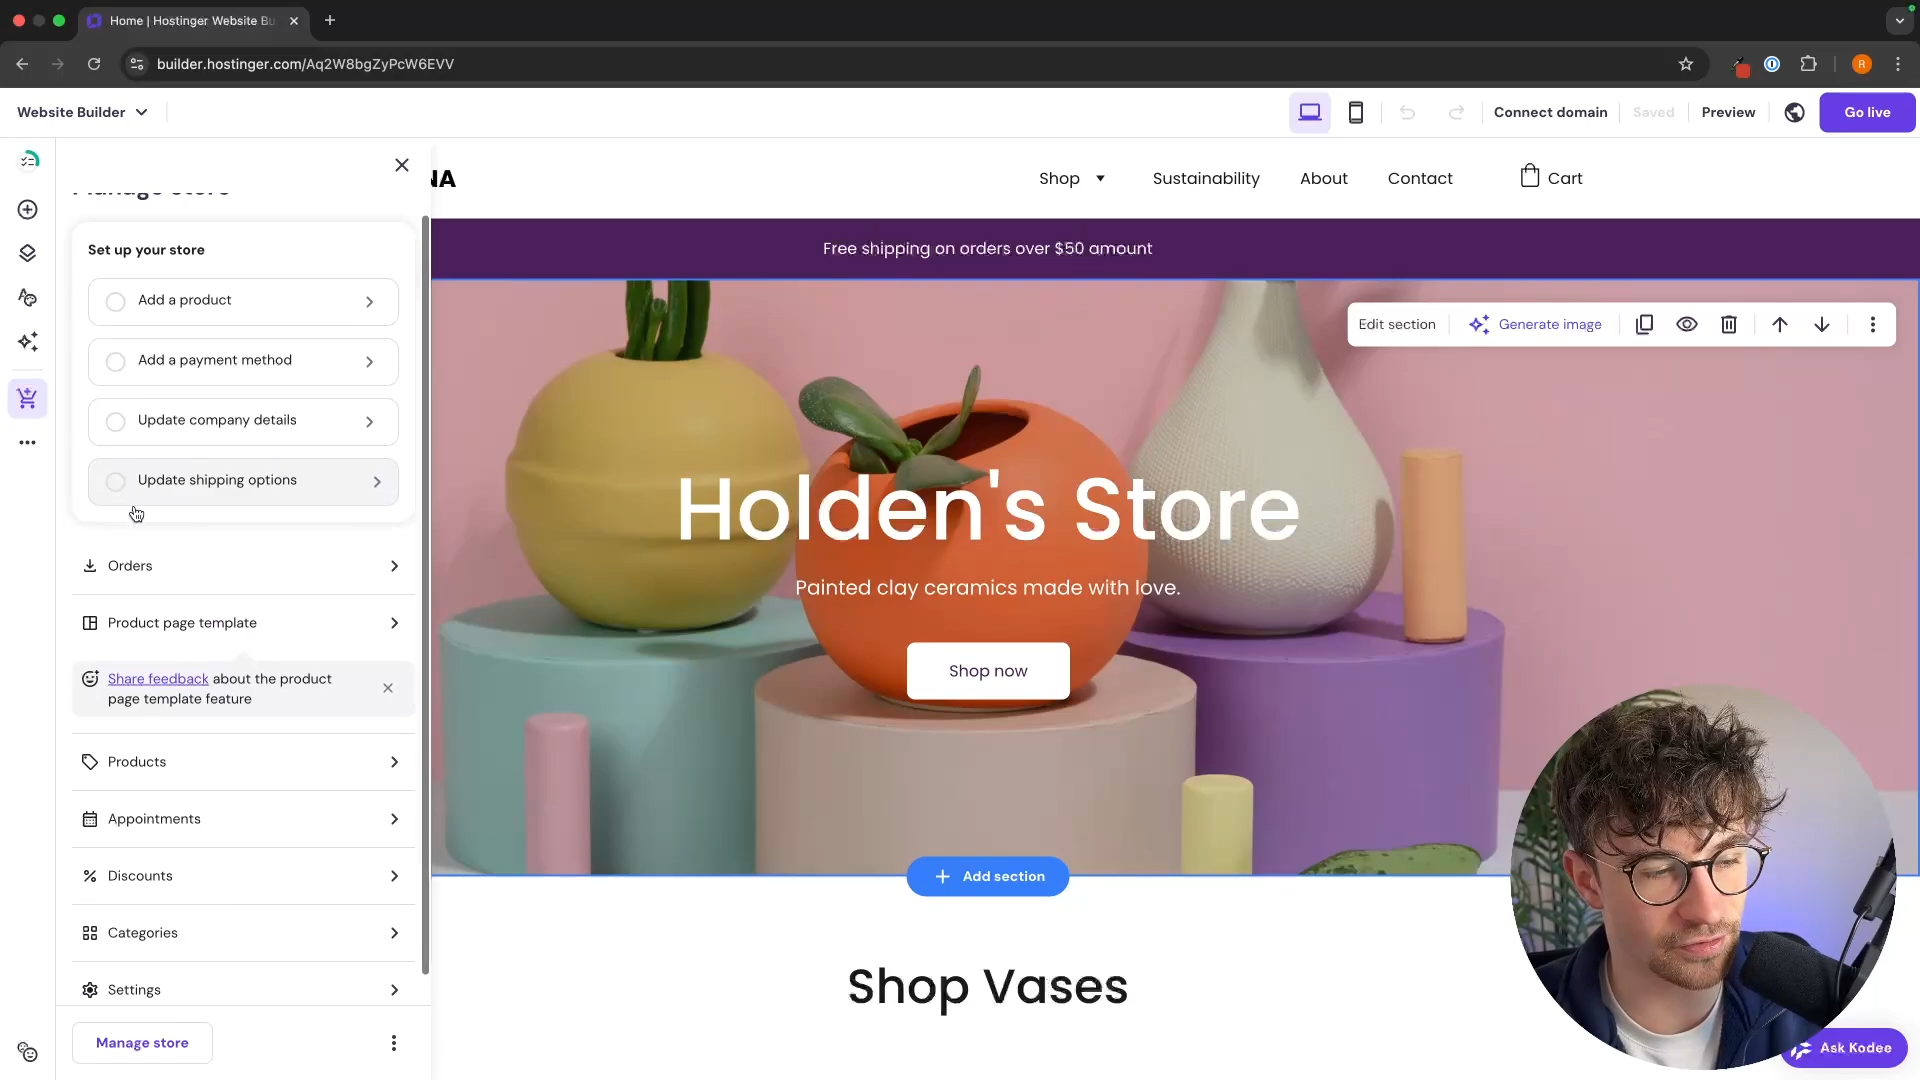 Home | Hostinger Website Bu
builder.hostinger.com/Aq2W8bgZyPcW6EVV
R
Website Builder
Connect domain
Saved
Preview
Go live
Manage Store
NA
Shop
Sustainability
About
Contact
Cart
Set up your store
Free shipping on orders over $50 amount
Add a product
Edit section
Generate image
Add a payment method
Update company details
Update shipping options
Holden's Store
Painted clay ceramics made with love.
Orders
Product page template
Shop now
Share feedback about the product
page template feature
Products
Appointments
Discounts
Add section
Categories
Settings
Shop Vases
Manage store
Ask Kodee